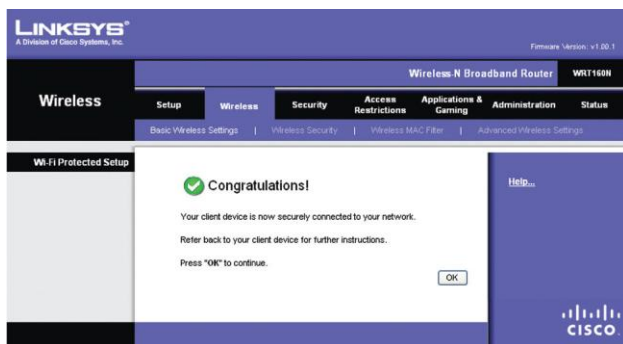 LINKSYS®
A Division of Cisco Systems, Inc.
Firmware Version: v1.00.1
Wireless-N Broadband Router WRT160N
Wireless
Setup Wireless Security Access Restrictions Applications & Gaming Administration Status
Basic Wireless Settings | Wireless Security | Wireless MAC Filter | Advanced Wireless Settings
Wi-Fi Protected Setup
Congratulations!
Help...
Your client device is now securely connected to your network.
Refer back to your client device for further instructions.
Press "OK" to continue.
OK
CISCO.